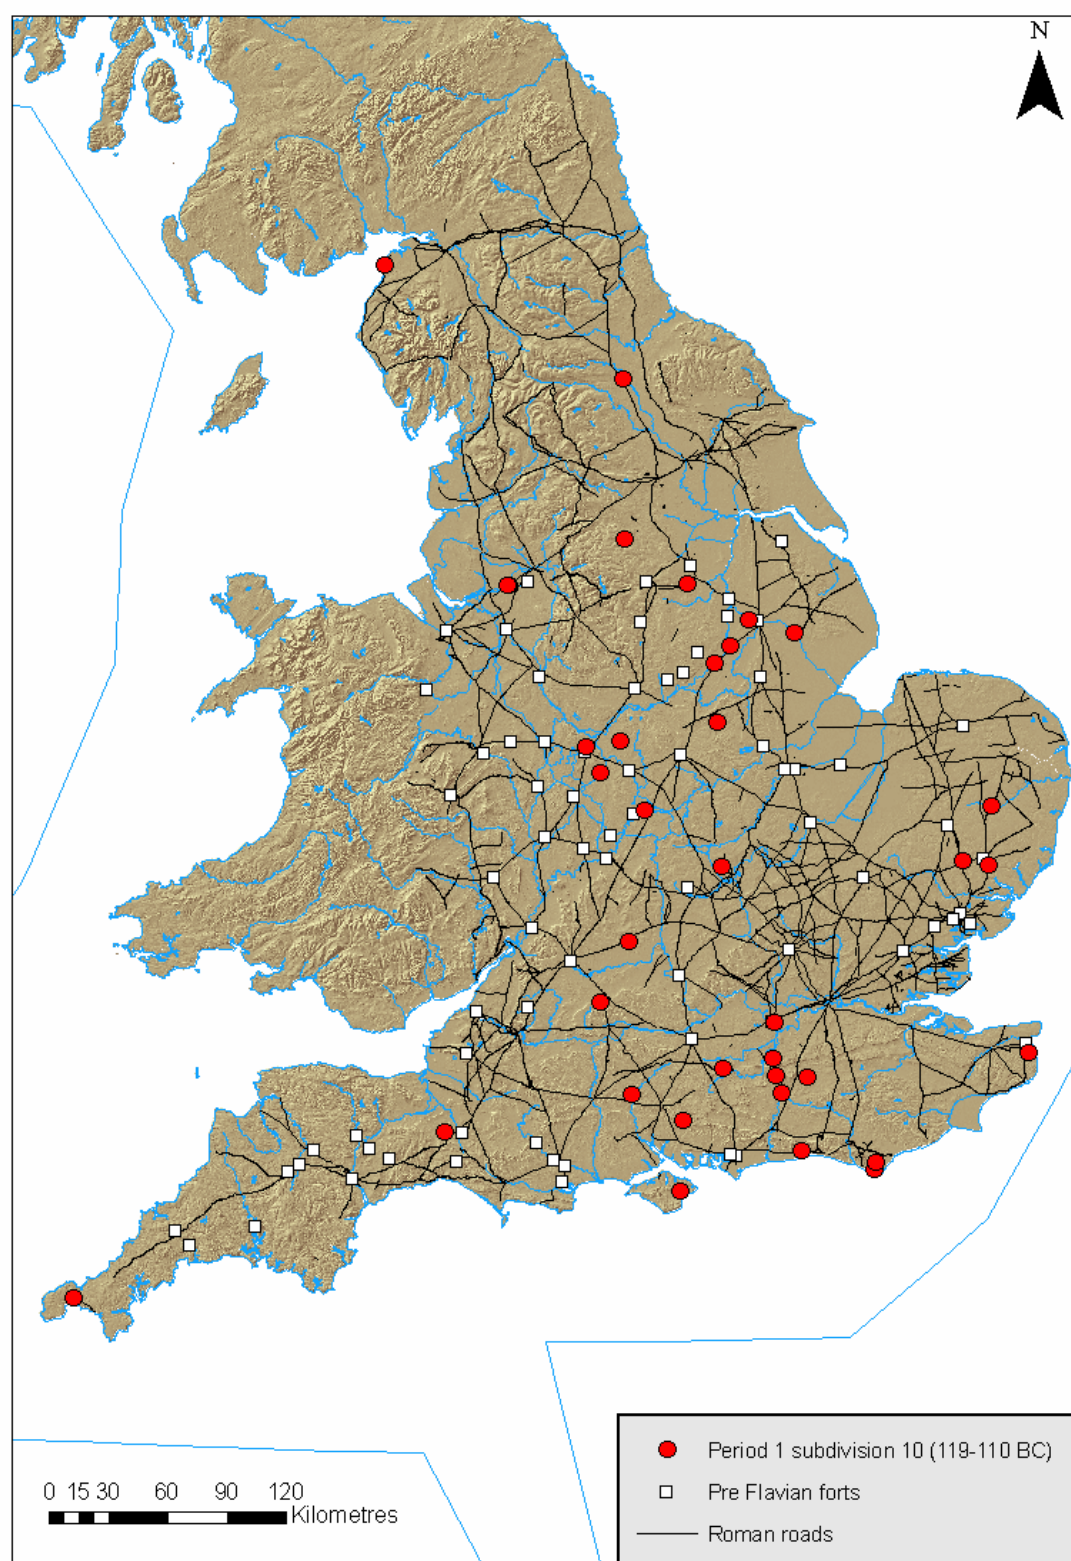 N
Period 1 subdivision 10 (119-110 BC)
0 15 30 60 90 120
Kilometres
Pre Flavian forts
Roman roads